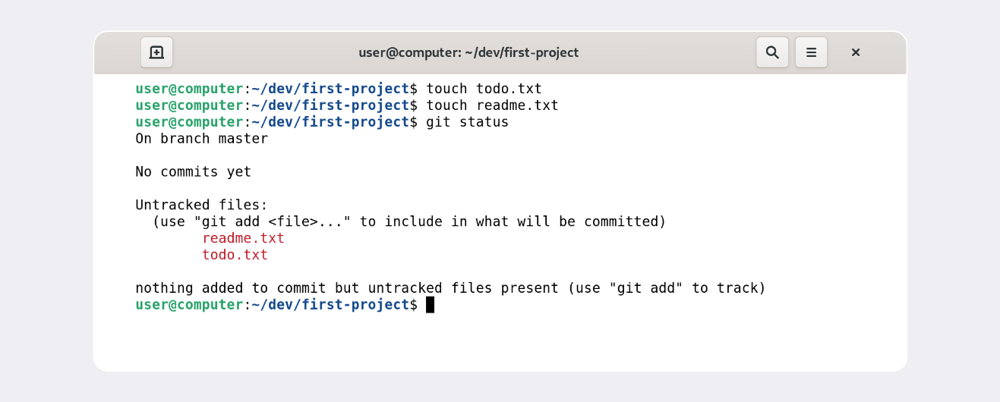 user@computer: ~/dev/first-project
user@computer:~/dev/first-project$ touch todo.txt
user@computer:~/dev/first-project$ touch readme.txt
user@computer:~/dev/first-project$ git status
On branch master
No commits yet
Untracked files:
  (use "git add <file>..." to include in what will be committed)
        readme.txt
        todo.txt
nothing added to commit but untracked files present (use "git add" to track)
user@computer:~/dev/first-project$